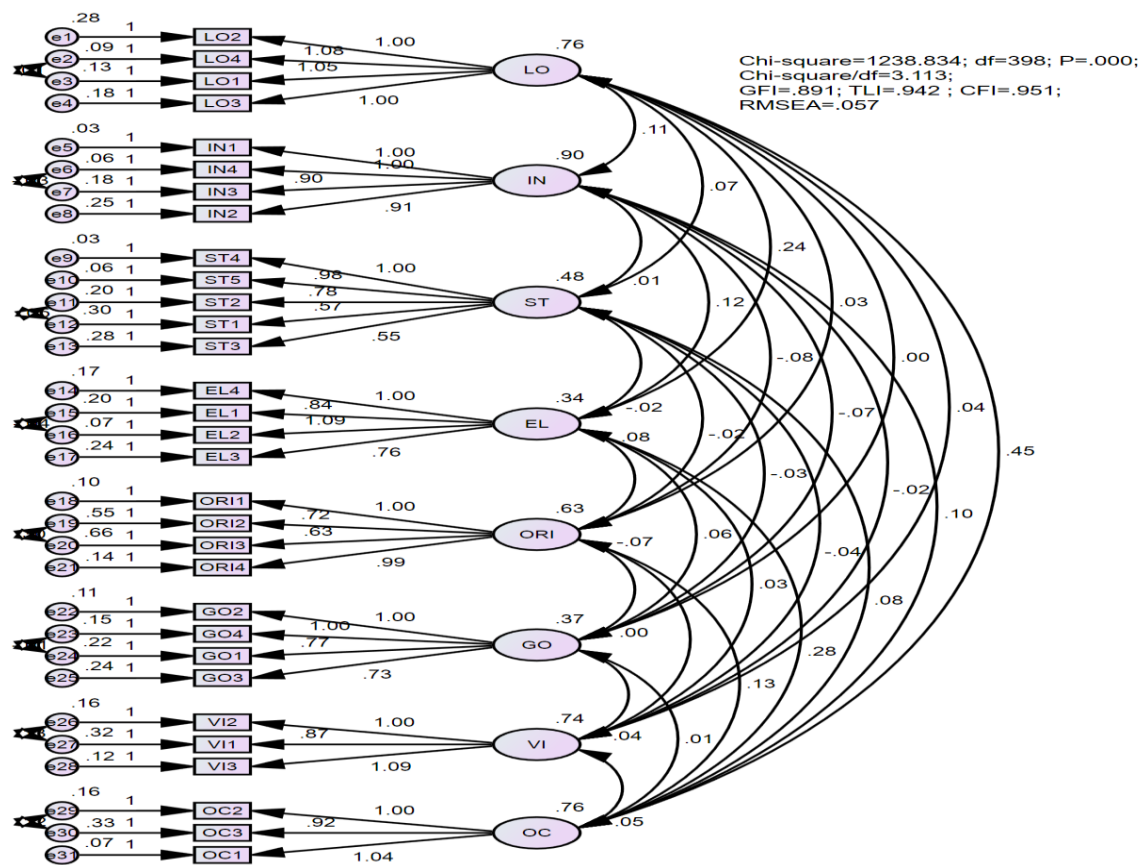 Chi-square=1238.834; df=398; P=.000;
Chi-square/df=3.113;
GFI=.891; TLI=.942 ; CFI=.951;
RMSEA=.057
.28 1
e1 LO2 1.00
.09 1
e2 LO4 1.08
.13 1
e3 LO1 1.05
.18 1
e4 LO3 1.00
.76
LO
.03 1
e5 IN1 1.00
.06 1
e6 IN4 1.00
.18 1
e7 IN3 .90
.25 1
e8 IN2 .91
.90
IN
.03 1
e9 ST4 1.00
.06 1
e10 ST5 .98
.20 1
e11 ST2 .78
.30 1
e12 ST1 .57
.28 1
e13 ST3 .55
.48
ST
.17 1
e14 EL4 1.00
.20 1
e15 EL1 .84
.07 1
e16 EL2 1.09
.24 1
e17 EL3 .76
.34
EL
.10 1
e18 ORI1 1.00
.55 1
e19 ORI2 .72
.66 1
e20 ORI3 .63
.14 1
e21 ORI4 .99
.63
ORI
.11 1
e22 GO2 1.00
.15 1
e23 GO4 1.00
.22 1
e24 GO1 .77
.24 1
e25 GO3 .73
.37
GO
.16 1
e26 VI2 1.00
.32 1
e27 VI1 .87
.12 1
e28 VI3 1.09
.74
VI
.16 1
e29 OC2 1.00
.33 1
e30 OC3 .92
.07 1
e31 OC1 1.04
.76
OC
.11
.07
.24
.01
.12
.03
-.08
.00
-.07
.04
-.02
.08
-.02
.45
-.03
-.02
.10
-.07
.06
-.04
.03
.08
.00
.28
.13
.04
.01
.05